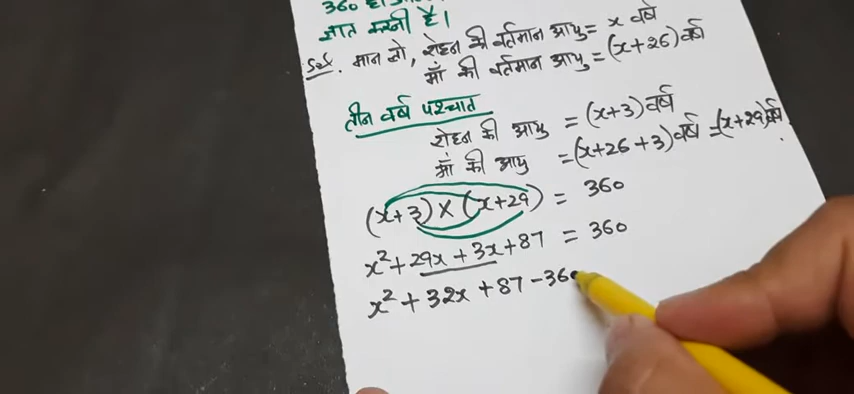 360
ज्ञात करनी है।
Sol. मान लो, रोहन की वर्तमान आयु = x वर्ष
माँ की वर्तमान आयु = (x+26) वर्ष
तीन वर्ष पश्चात
रोहन की आयु = (x+3) वर्ष
माँ की आयु = (x+26+3) वर्ष = (x+29) वर्ष
(x+3) × (x+29) = 360
x² + 29x + 3x + 87 = 360
x² + 32x + 87 - 360